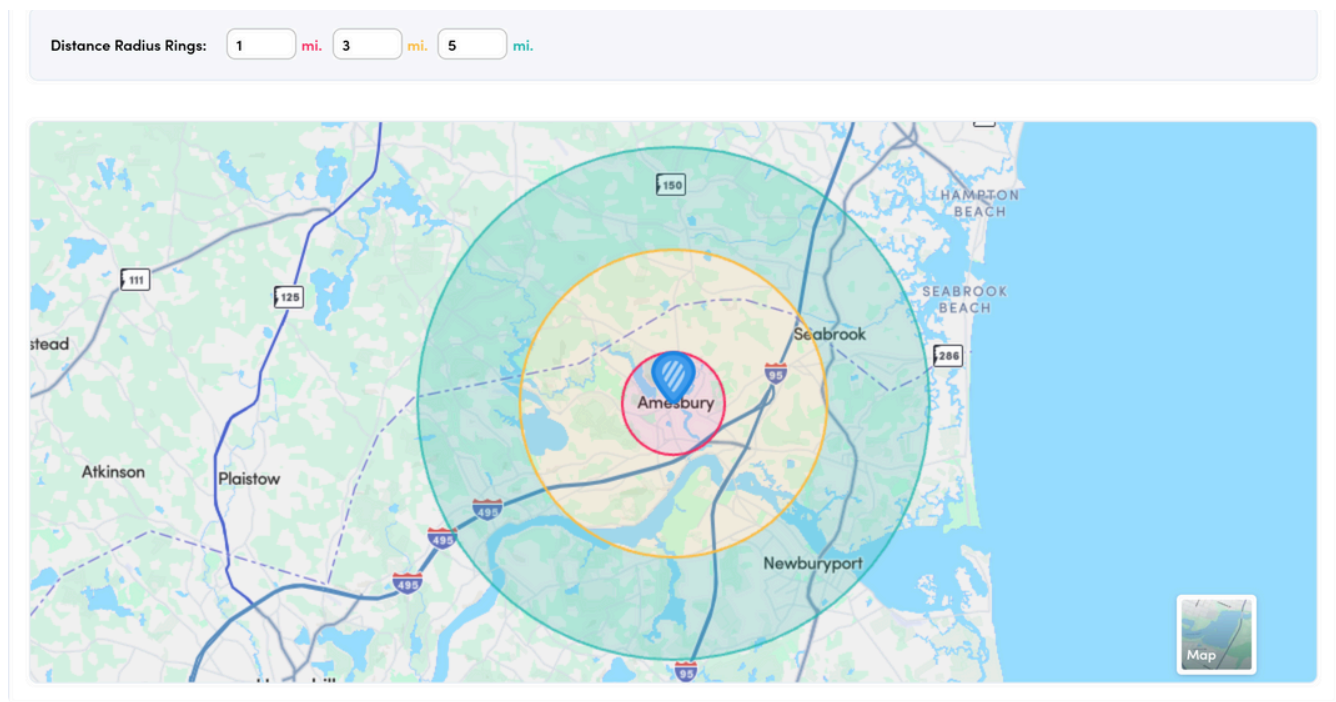 Distance Radius Rings: 1 mi. 3 mi. 5 mi.
150
HAMPTON
BEACH
111
125
SEABROOK
BEACH
Seabrook
stead
286
95
Amesbury
Atkinson
Plaistow
495
495
Newburyport
495
Map
95